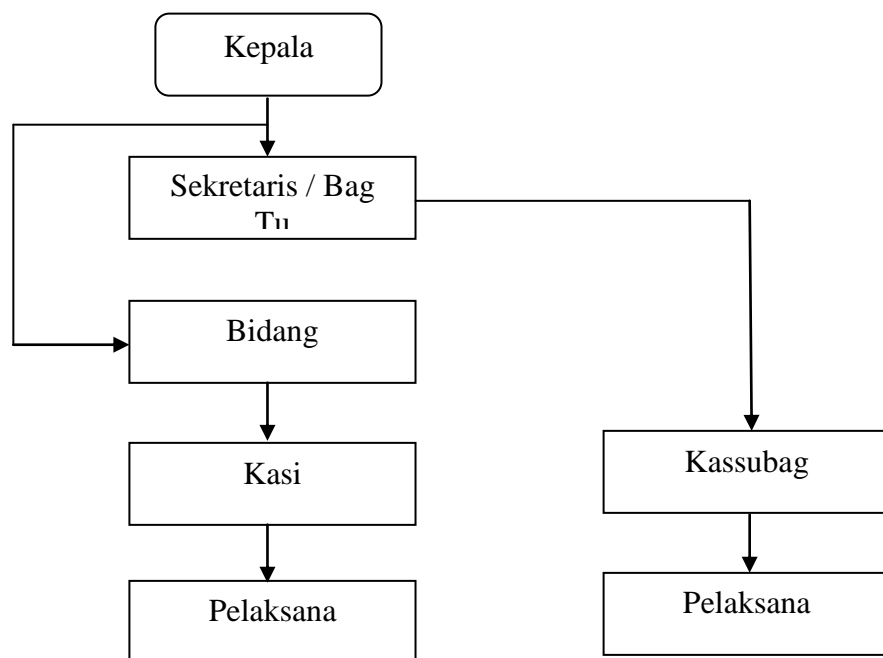 Kepala
Sekretaris / Bag
Tu
Bidang
Kasi
Kassubag
Pelaksana
Pelaksana